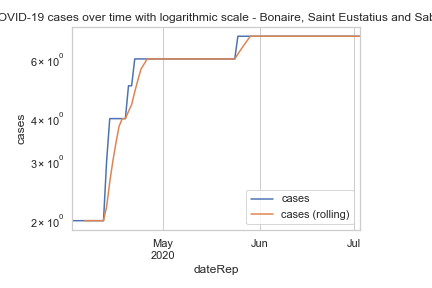 OVID-19 cases over time with logarithmic scale - Bonaire, Saint Eustatius and Sab
6 × 10⁰
4 × 10⁰
3 × 10⁰
2 × 10⁰
cases
cases
cases (rolling)
May
2020
Jun
Jul
dateRep